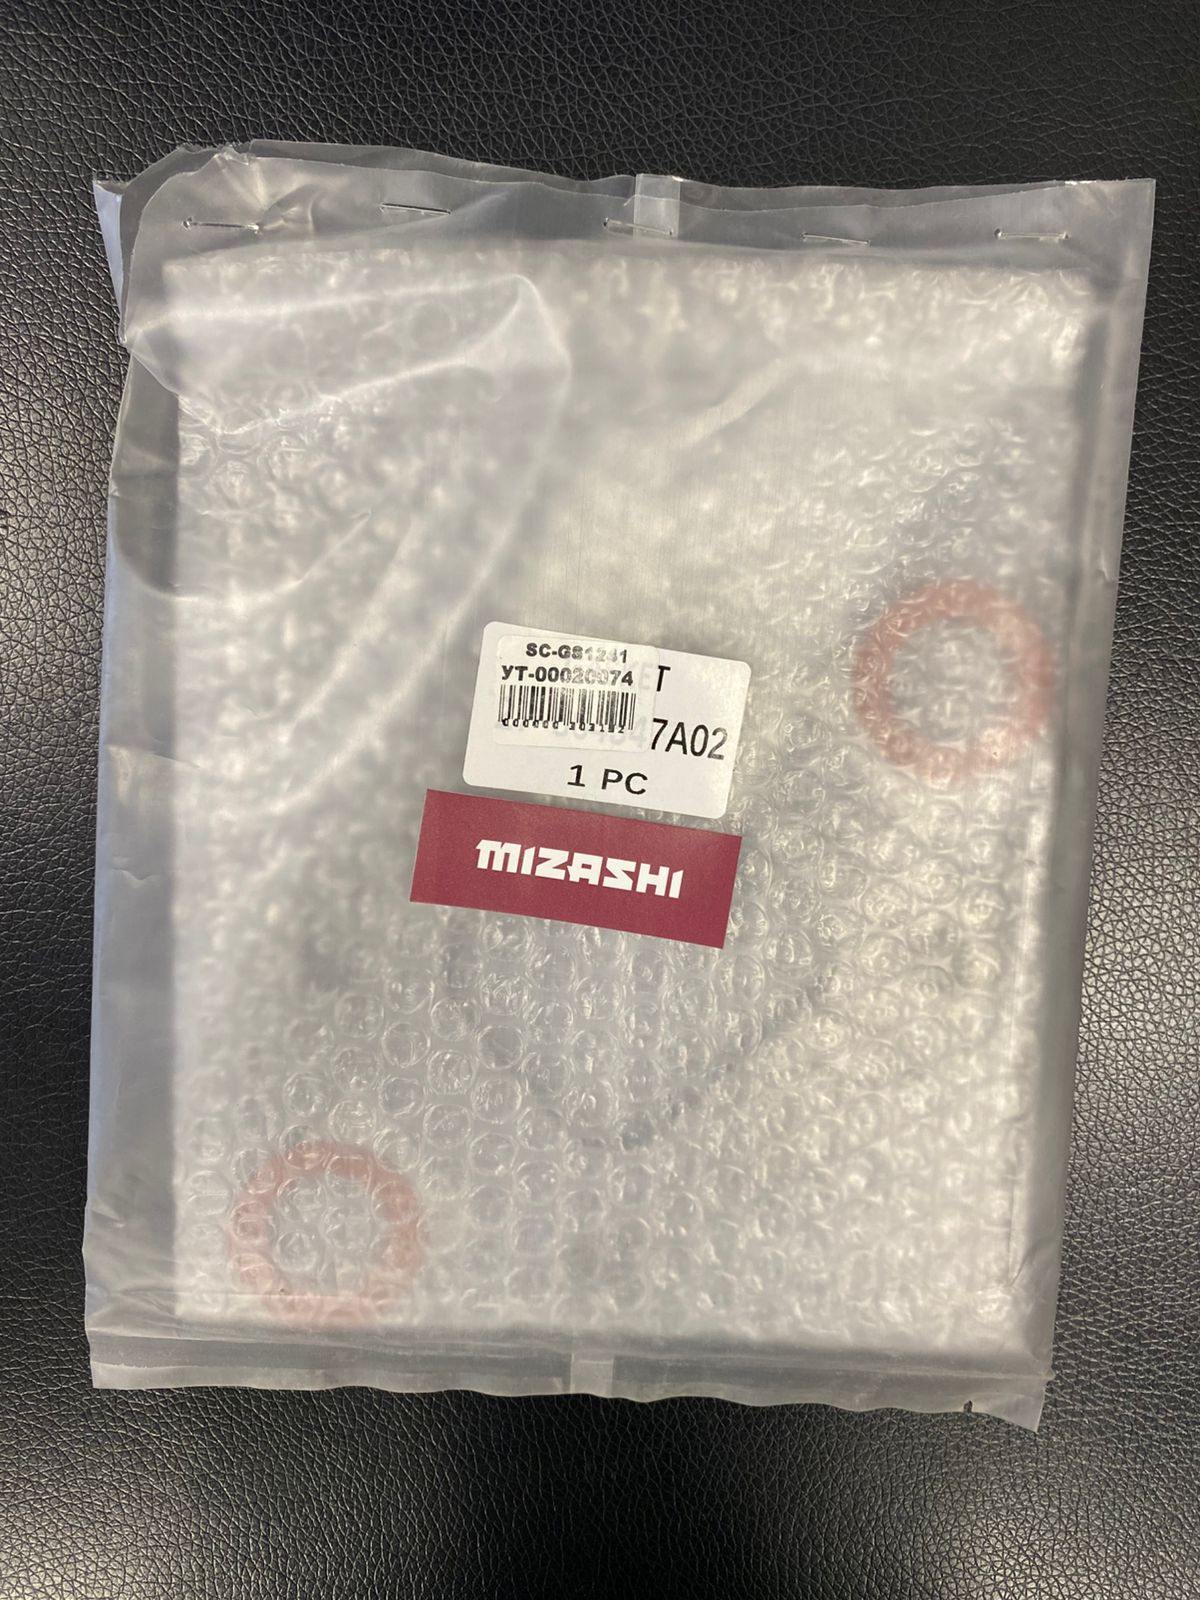 SC-GS1241
УТ-00020074
7A02
1 PC
MIZASHI